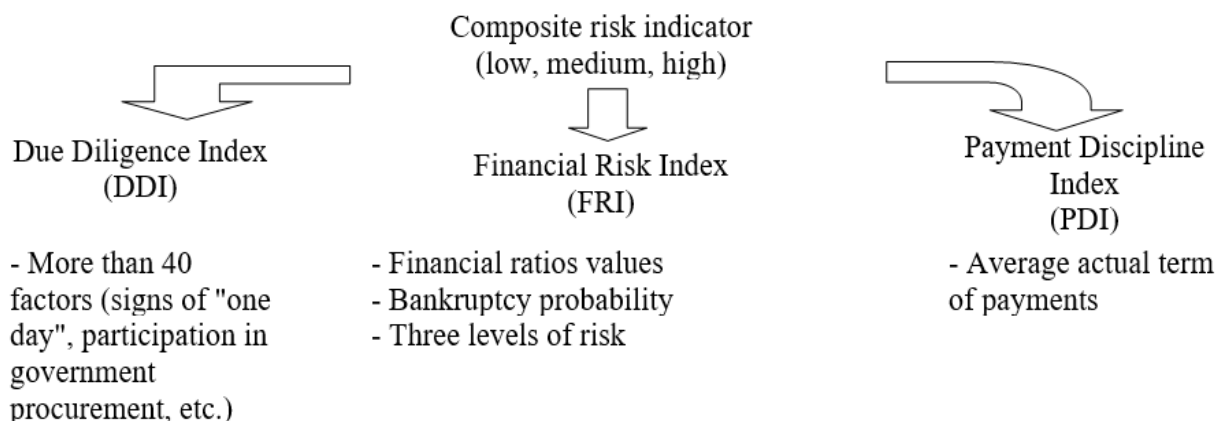 Composite risk indicator
(low, medium, high)
Due Diligence Index
(DDI)
- More than 40
factors (signs of "one
day", participation in
government
procurement, etc.)
Financial Risk Index
(FRI)
- Financial ratios values
- Bankruptcy probability
- Three levels of risk
Payment Discipline
Index
(PDI)
- Average actual term
of payments